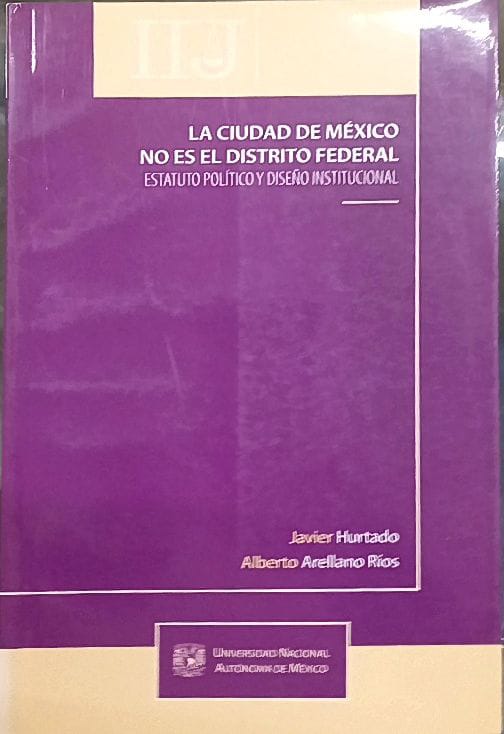 IIJ
LA CIUDAD DE MÉXICO
NO ES EL DISTRITO FEDERAL
ESTATUTO POLÍTICO Y DISEÑO INSTITUCIONAL
Javier Hurtado
Alberto Arellano Ríos
UNIVERSIDAD NACIONAL
AUTÓNOMA DE MÉXICO